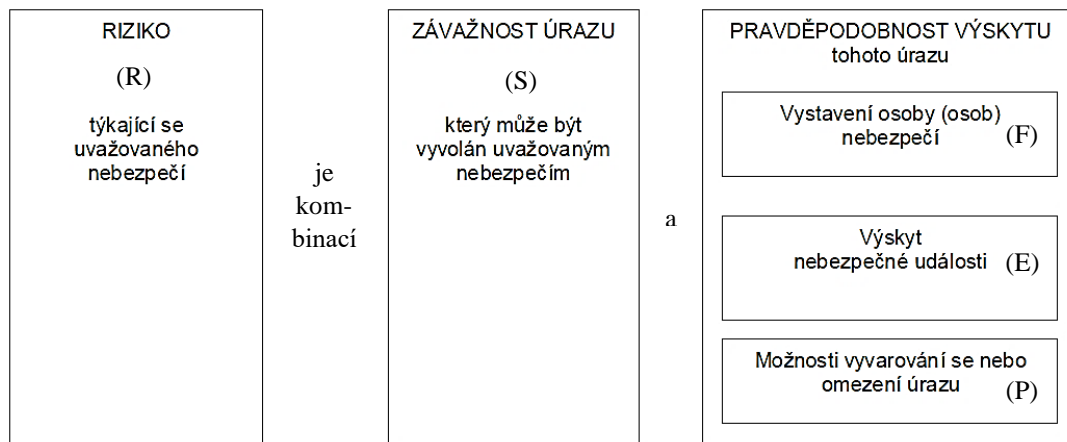 RIZIKO
(R)
týkající se
uvažovaného
nebezpečí
je
kom-
binací
ZÁVAŽNOST ÚRAZU
(S)
který může být
vyvolán uvažovaným
nebezpečím
a
PRAVDĚPODOBNOST VÝSKYTU
tohoto úrazu
Vystavení osoby (osob)
nebezpečí (F)
Výskyt
nebezpečné události (E)
Možnosti vyvarování se nebo
omezení úrazu (P)